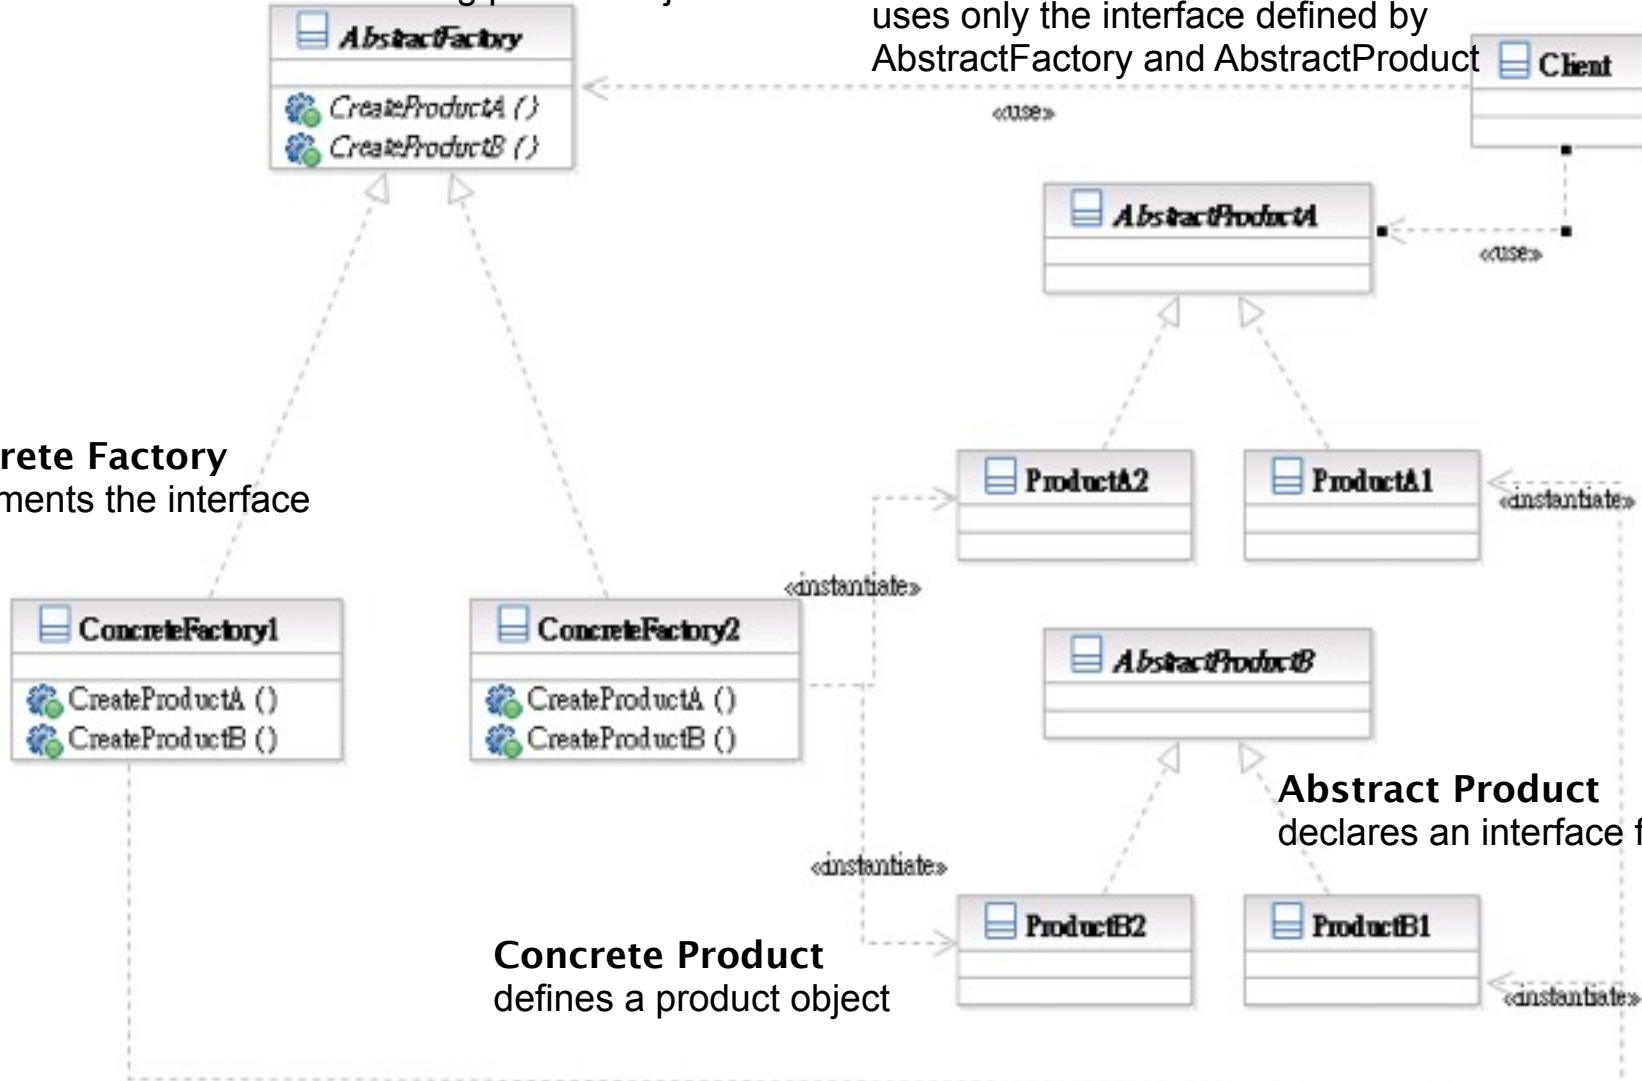 AbstractFactory
CreateProductA ()
CreateProductB ()
uses only the interface defined by
AbstractFactory and AbstractProduct
Client
«use»
AbstractProductA
«use»
rete Factory
ments the interface
ProductA2
ProductA1
«instantiate»
«instantiate»
ConcreteFactory1
CreateProductA ()
CreateProductB ()
ConcreteFactory2
CreateProductA ()
CreateProductB ()
AbstractProductB
Abstract Product
declares an interface f
«instantiate»
ProductB2
ProductB1
Concrete Product
defines a product object
«instantiate»